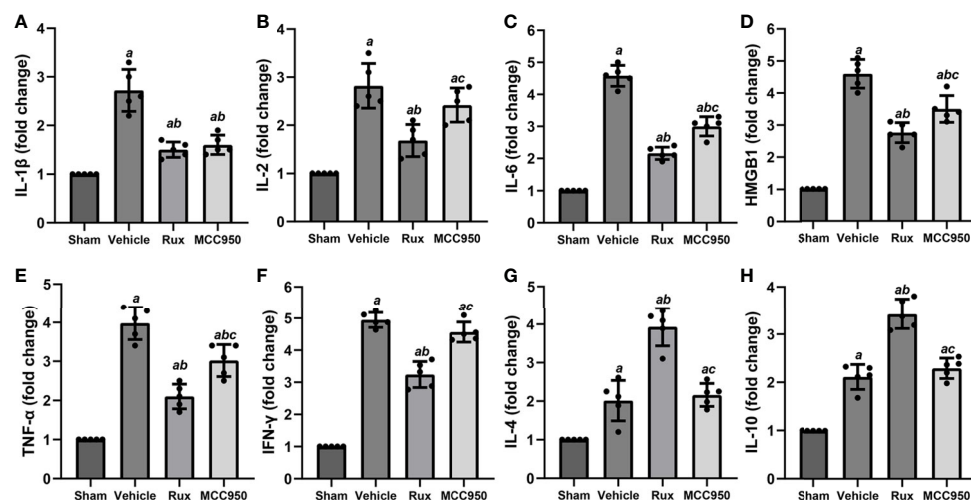 A
IL-1β (fold change)
4
3
2
1
0
a
ab
ab
Sham Vehicle Rux MCC950
B
IL-2 (fold change)
4
3
2
1
0
a
ab
ac
Sham Vehicle Rux MCC950
C
IL-6 (fold change)
6
5
4
3
2
1
0
a
ab
abc
Sham Vehicle Rux MCC950
D
HMGB1 (fold change)
6
5
4
3
2
1
0
a
ab
abc
Sham Vehicle Rux MCC950
E
TNF-α (fold change)
5
4
3
2
1
0
a
ab
abc
Sham Vehicle Rux MCC950
F
IFN-γ (fold change)
6
5
4
3
2
1
0
a
ab
ac
Sham Vehicle Rux MCC950
G
IL-4 (fold change)
5
4
3
2
1
0
a
ab
ac
Sham Vehicle Rux MCC950
H
IL-10 (fold change)
4
3
2
1
0
a
ab
ac
Sham Vehicle Rux MCC950